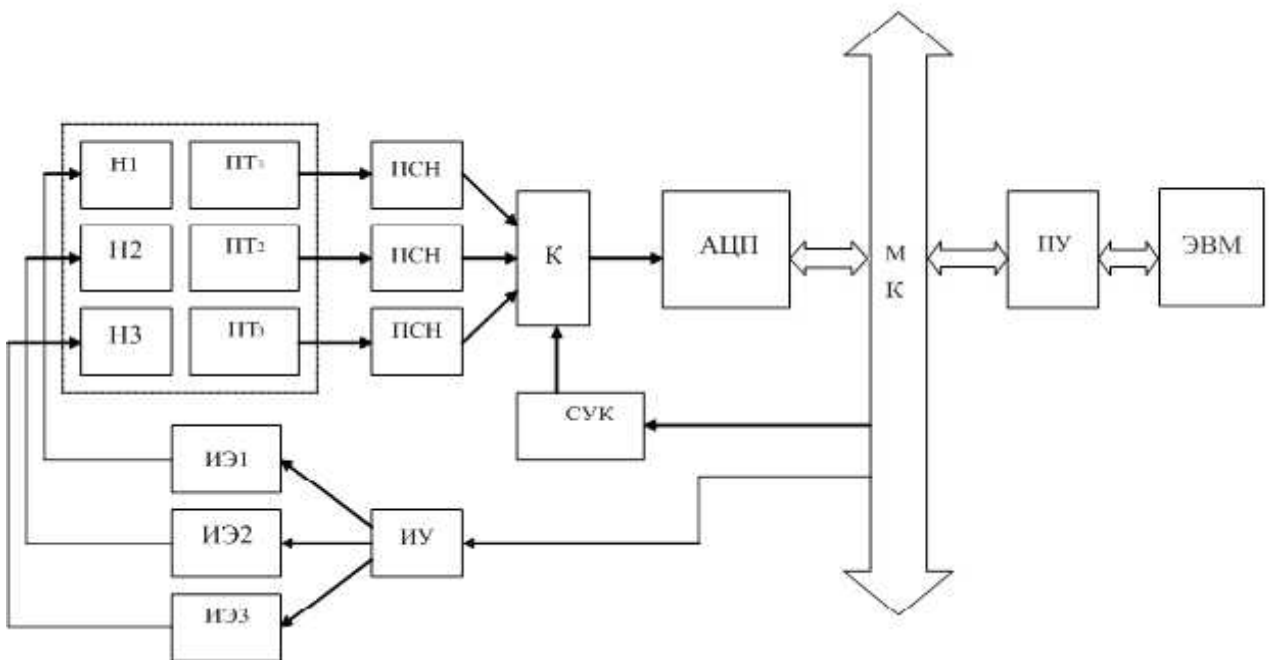 Н1
ПТ1
ПСН
Н2
ПТ2
ПСН
Н3
ПТ3
ПСН
К
АЦП
М
К
ПУ
ЭВМ
СУК
ИЭ1
ИЭ2
ИЭ3
ИУ